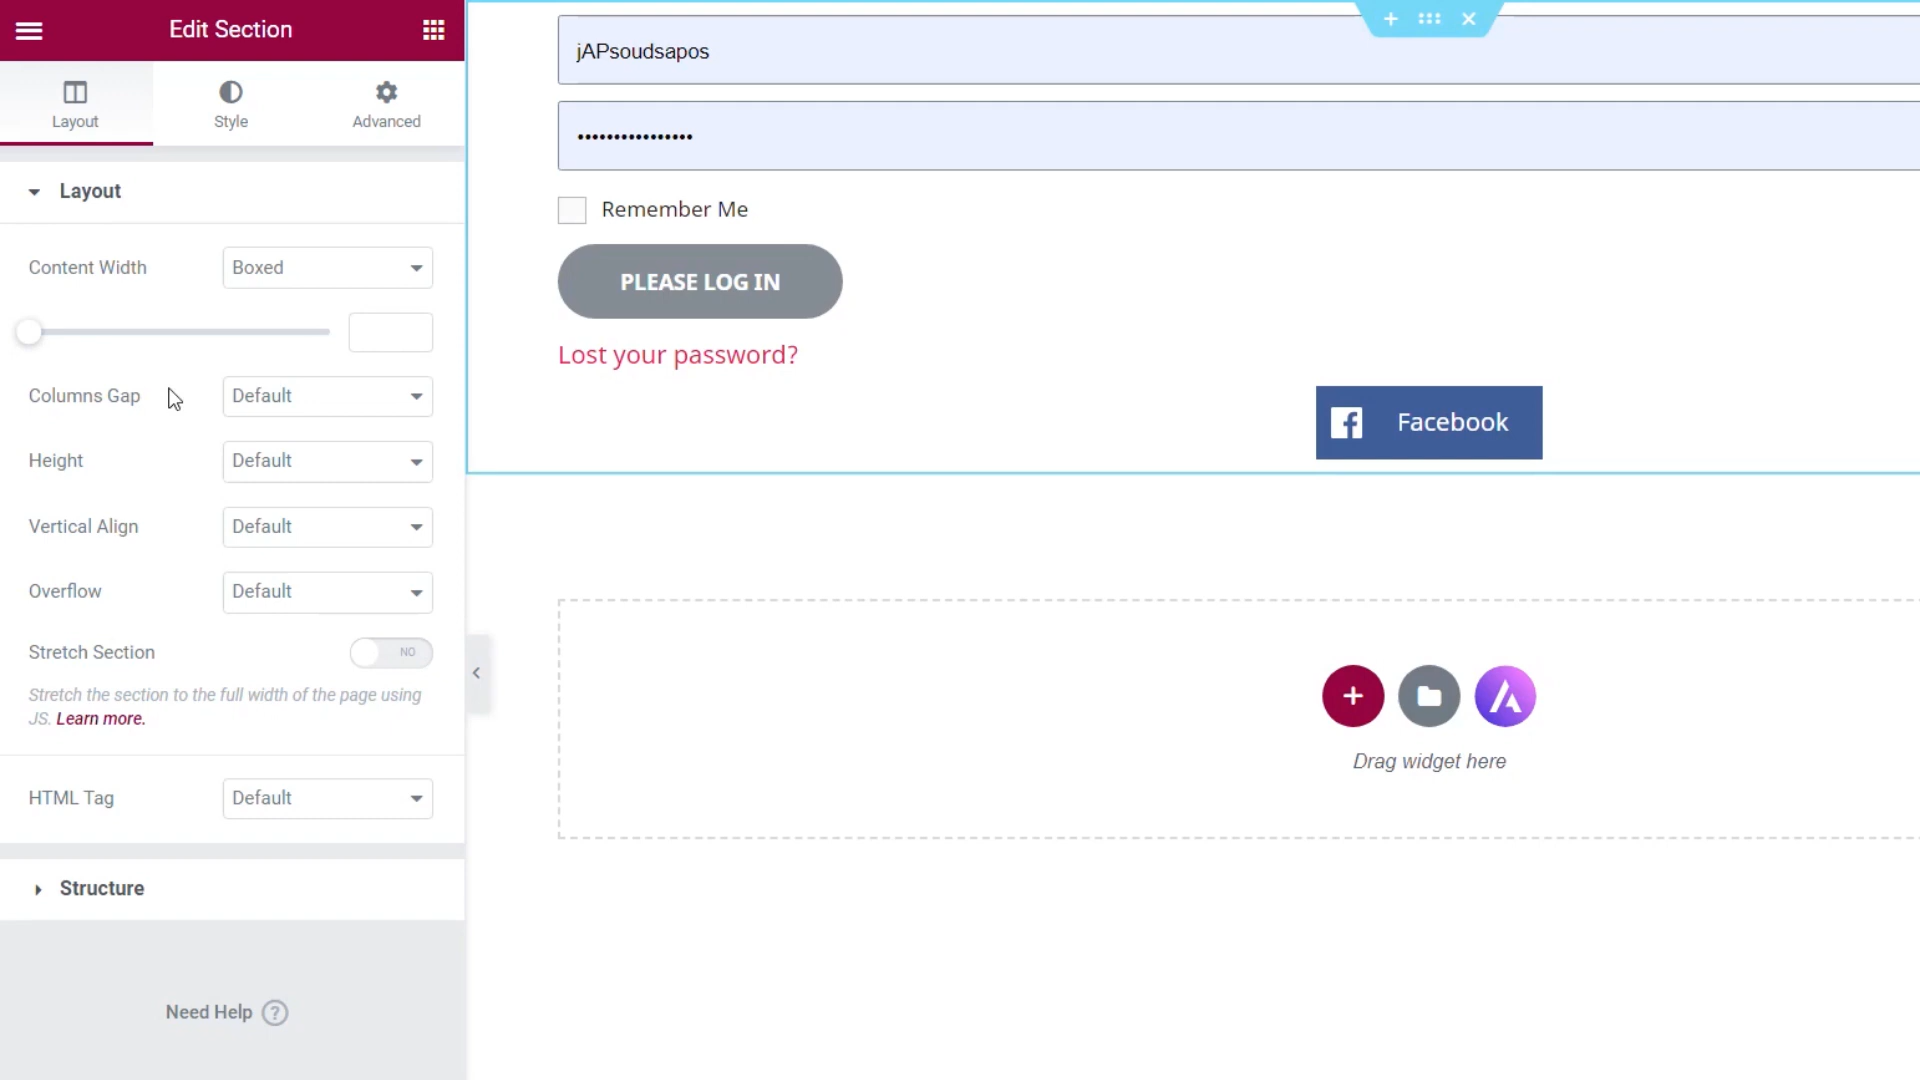 Edit Section
Layout
Style
Advanced
Layout
Content Width
Boxed
Columns Gap
Default
Height
Default
Vertical Align
Default
Overflow
Default
Stretch Section
NO
Stretch the section to the full width of the page using
JS. Learn more.
HTML Tag
Default
Structure
Need Help ?
jAPsoudsapos
••••••••••••••••
Remember Me
PLEASE LOG IN
Lost your password?
Facebook
Drag widget here